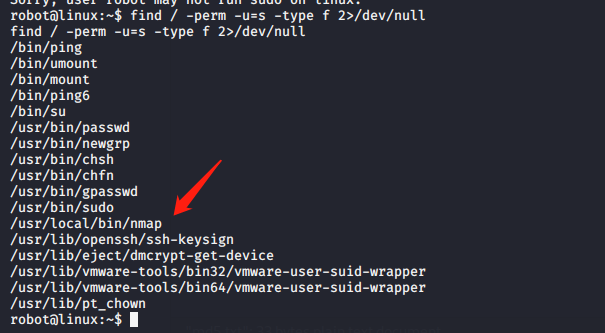 Sorry, user robot may not run sudo on linux.
robot@linux:~$ find / -perm -u=s -type f 2>/dev/null
find / -perm -u=s -type f 2>/dev/null
/bin/ping
/bin/umount
/bin/mount
/bin/ping6
/bin/su
/usr/bin/passwd
/usr/bin/newgrp
/usr/bin/chsh
/usr/bin/chfn
/usr/bin/gpasswd
/usr/bin/sudo
/usr/local/bin/nmap
/usr/lib/openssh/ssh-keysign
/usr/lib/eject/dmcrypt-get-device
/usr/lib/vmware-tools/bin32/vmware-user-suid-wrapper
/usr/lib/vmware-tools/bin64/vmware-user-suid-wrapper
/usr/lib/pt_chown
robot@linux:~$